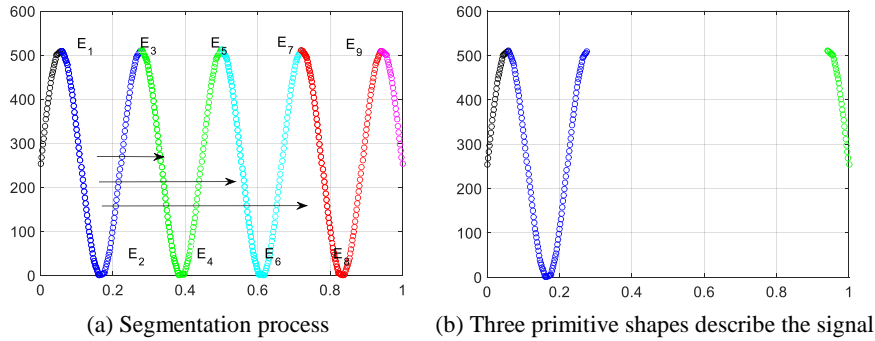 600
500
400
300
200
100
0
0 0.2 0.4 0.6 0.8 1
E1 E3 E5 E7 E9
E2 E4 E6 E8
(a) Segmentation process
600
500
400
300
200
100
0
0 0.2 0.4 0.6 0.8 1
(b) Three primitive shapes describe the signal